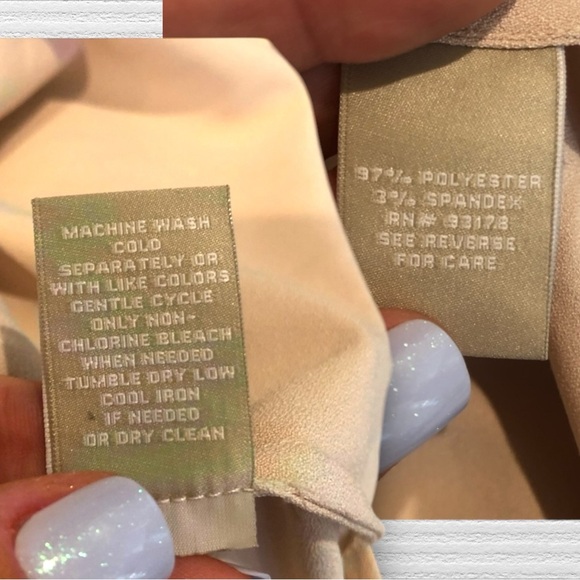 MACHINE WASH
COLD
SEPARATELY OR
WITH LIKE COLORS
GENTLE CYCLE
ONLY NON-
CHLORINE BLEACH
WHEN NEEDED
TUMBLE DRY LOW
COOL IRON
IF NEEDED
OR DRY CLEAN
97% POLYESTER
3% SPANDEX
RN# 93178
SEE REVERSE
FOR CARE